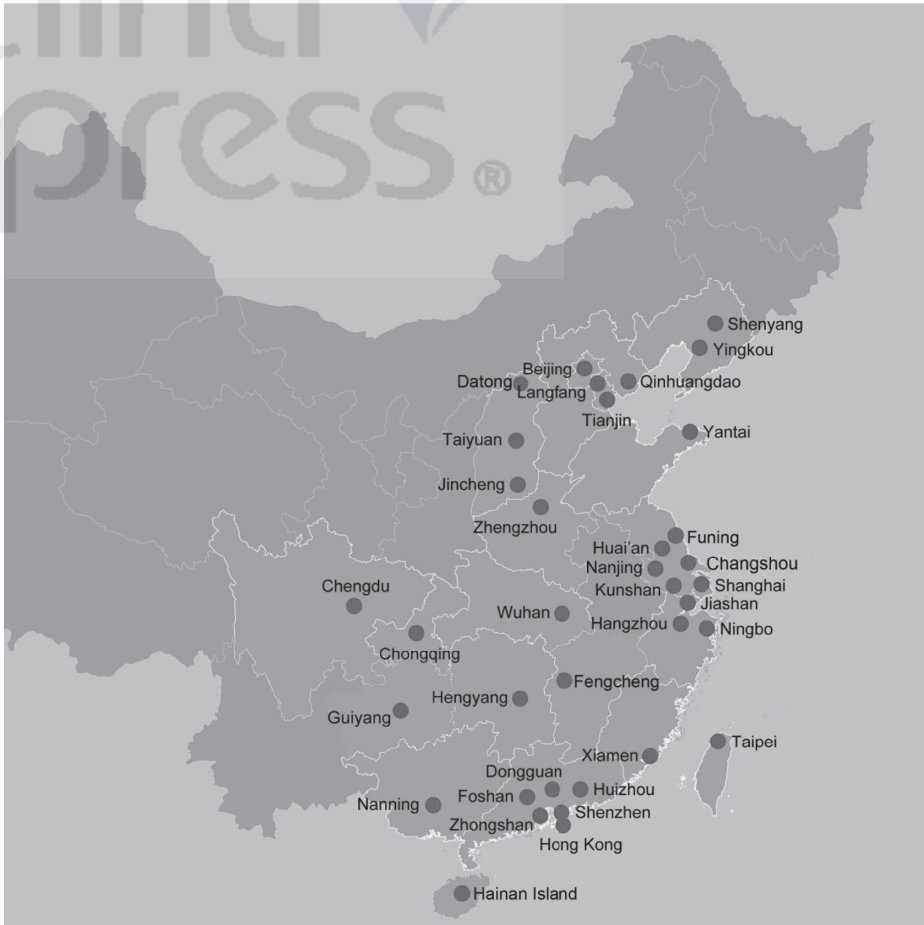 press®
Shenyang
Yingkou
Beijing
Datong
Langfang
Qinhuangdao
Tianjin
Yantai
Taiyuan
Jincheng
Zhengzhou
Funing
Huai'an
Changshou
Nanjing
Kunshan
Shanghai
Jiashan
Chengdu
Wuhan
Hangzhou
Ningbo
Chongqing
Fengcheng
Hengyang
Guiyang
Taipei
Xiamen
Dongguan
Huizhou
Foshan
Nanning
Shenzhen
Zhongshan
Hong Kong
Hainan Island